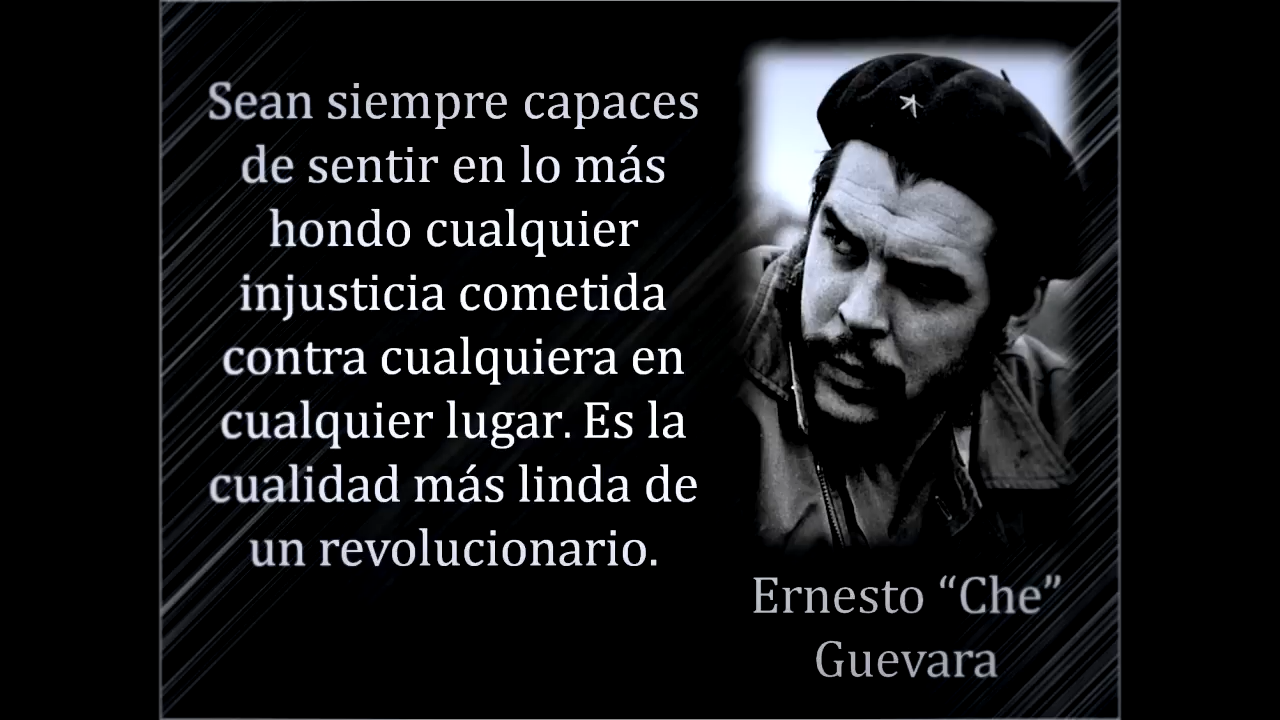 Sean siempre capaces
de sentir en lo más
hondo cualquier
injusticia cometida
contra cualquiera en
cualquier lugar. Es la
cualidad más linda de
un revolucionario.
Ernesto “Che”
Guevara